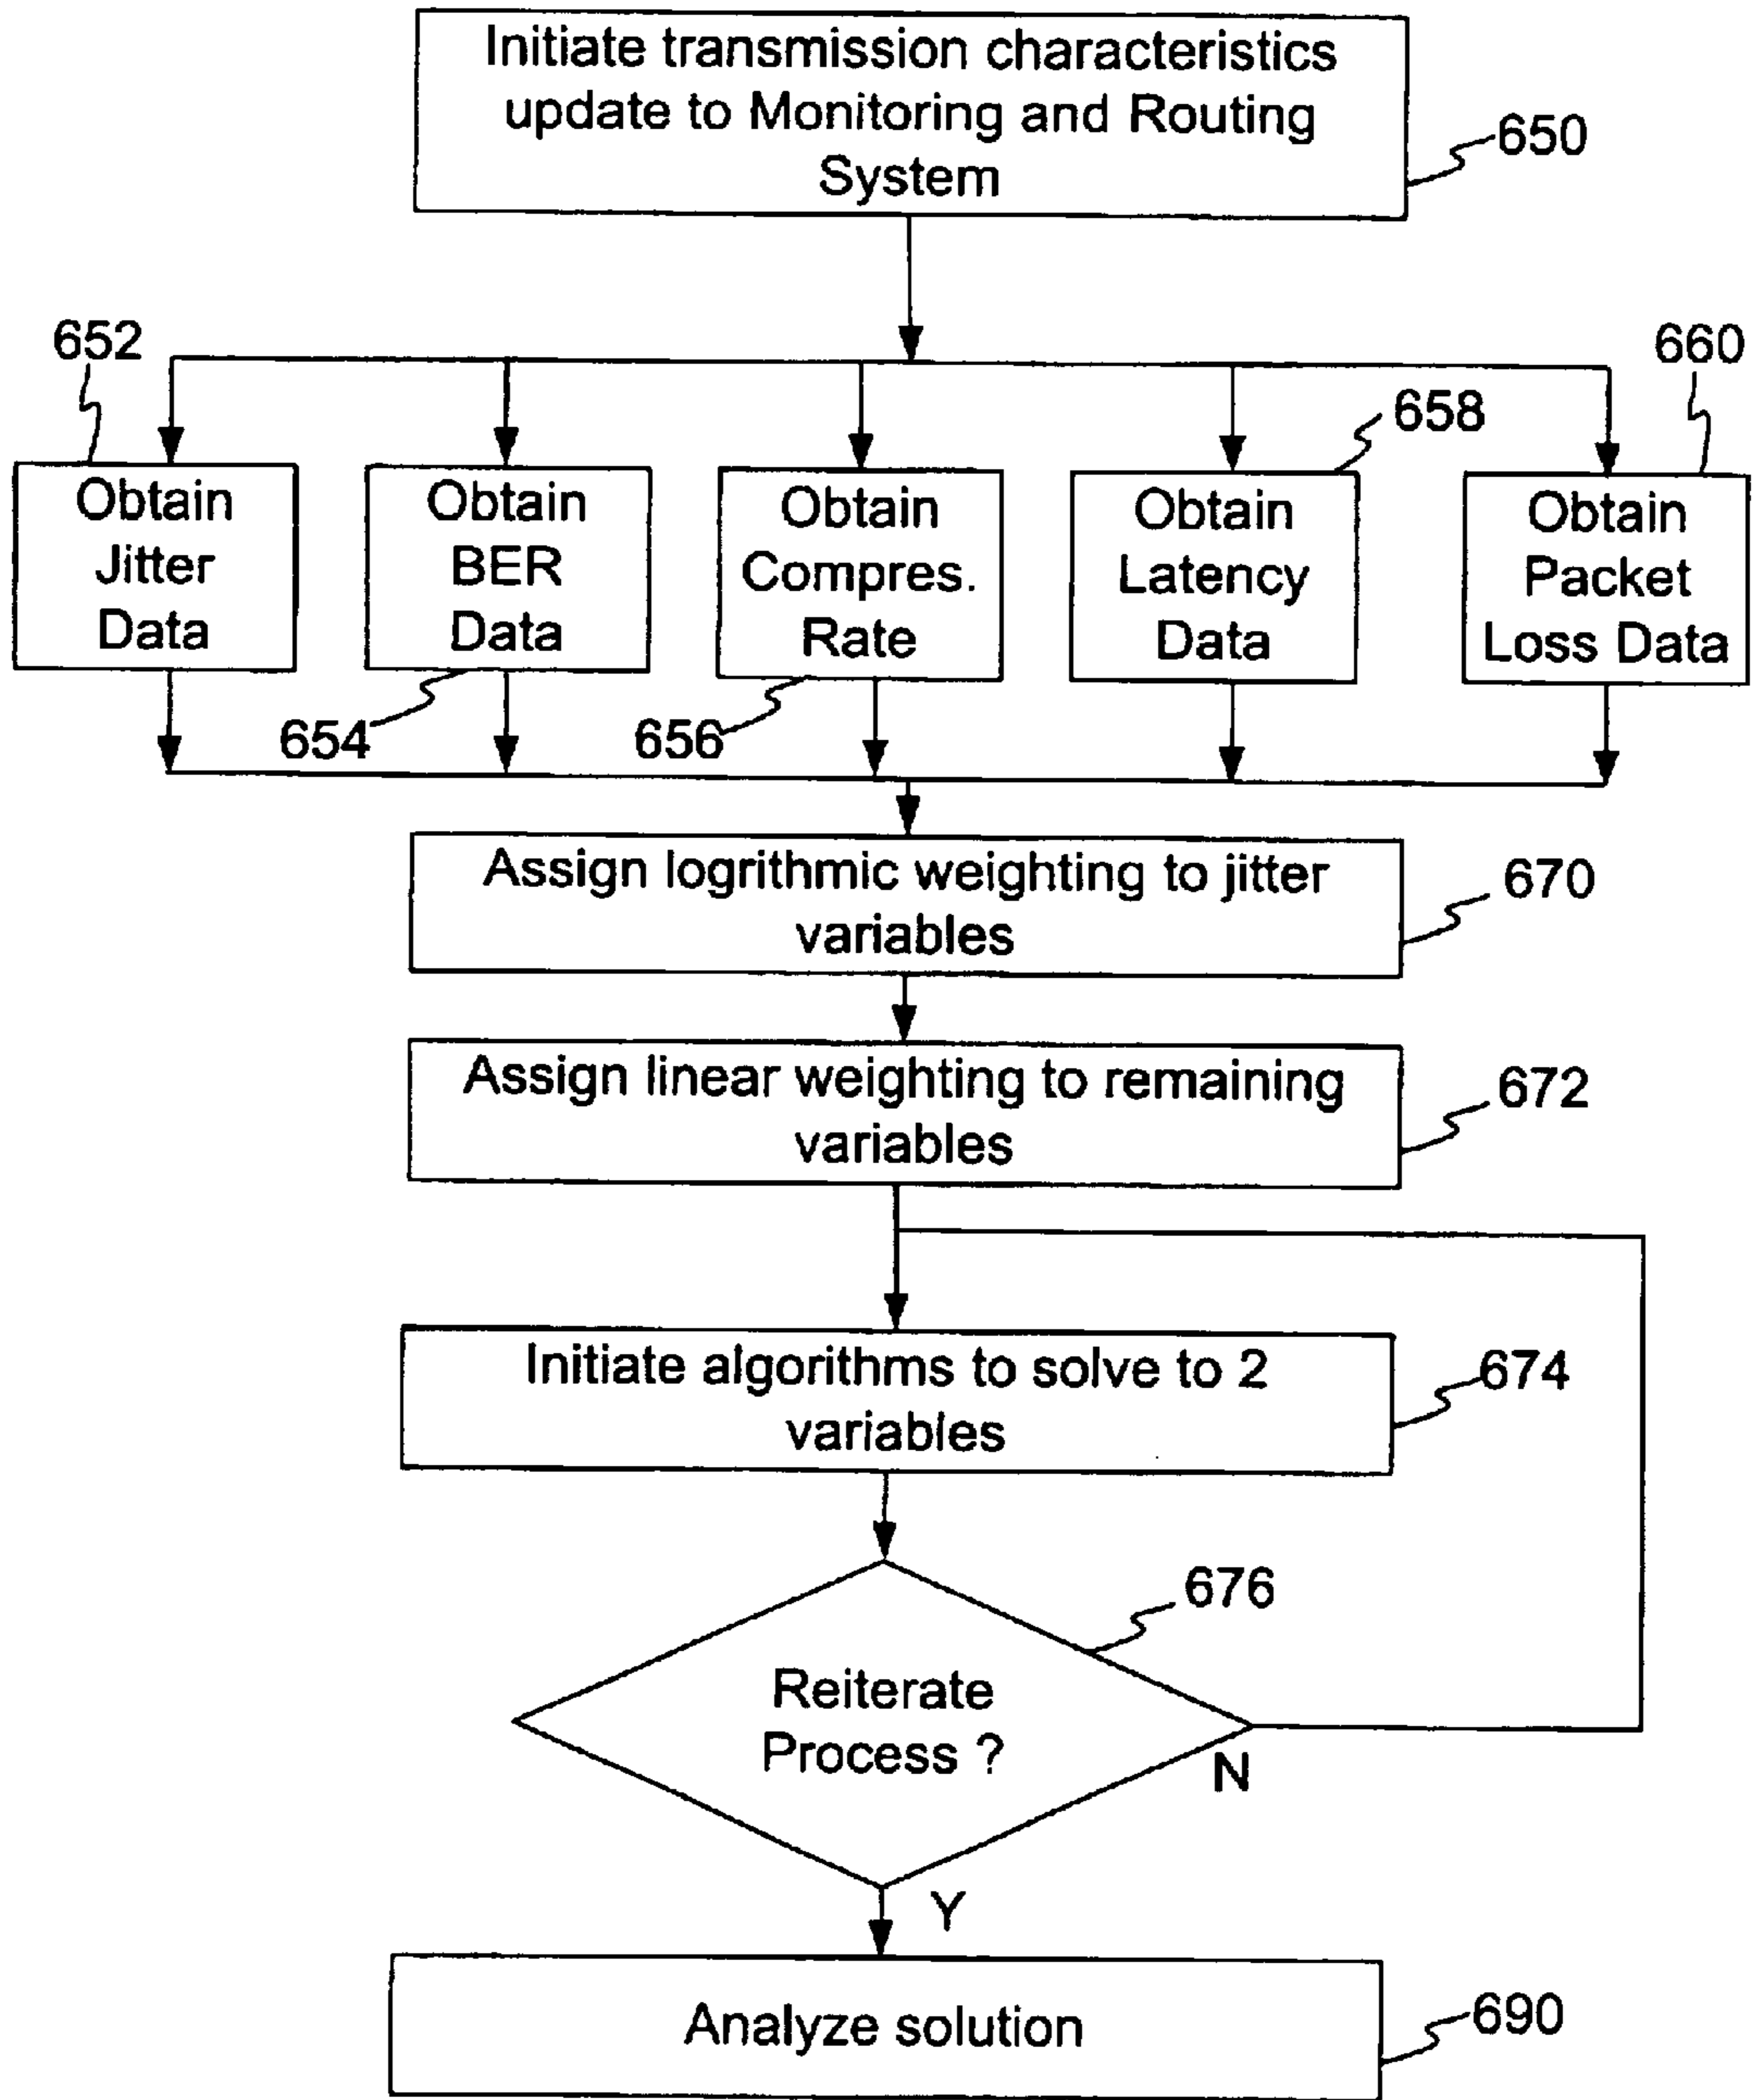 Initiate transmission characteristics
update to Monitoring and Routing
System
650
652
660
658
Obtain
Jitter
Data
Obtain
BER
Data
Obtain
Compres.
Rate
Obtain
Latency
Data
Obtain
Packet
Loss Data
654
656
Assign logrithmic weighting to jitter
variables
670
Assign linear weighting to remaining
variables
672
Initiate algorithms to solve to 2
variables
674
676
Reiterate
Process ?
N
Y
Analyze solution
690